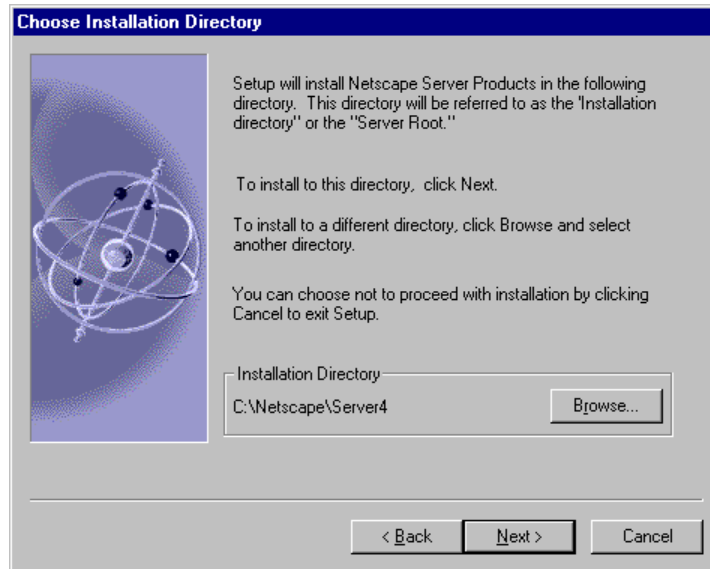 Choose Installation Directory
Setup will install Netscape Server Products in the following
directory. This directory will be referred to as the 'Installation
directory" or the "Server Root."
To install to this directory, click Next.
To install to a different directory, click Browse and select
another directory.
You can choose not to proceed with installation by clicking
Cancel to exit Setup.
Installation Directory
C:\Netscape\Server4
Browse...
< Back
Next >
Cancel